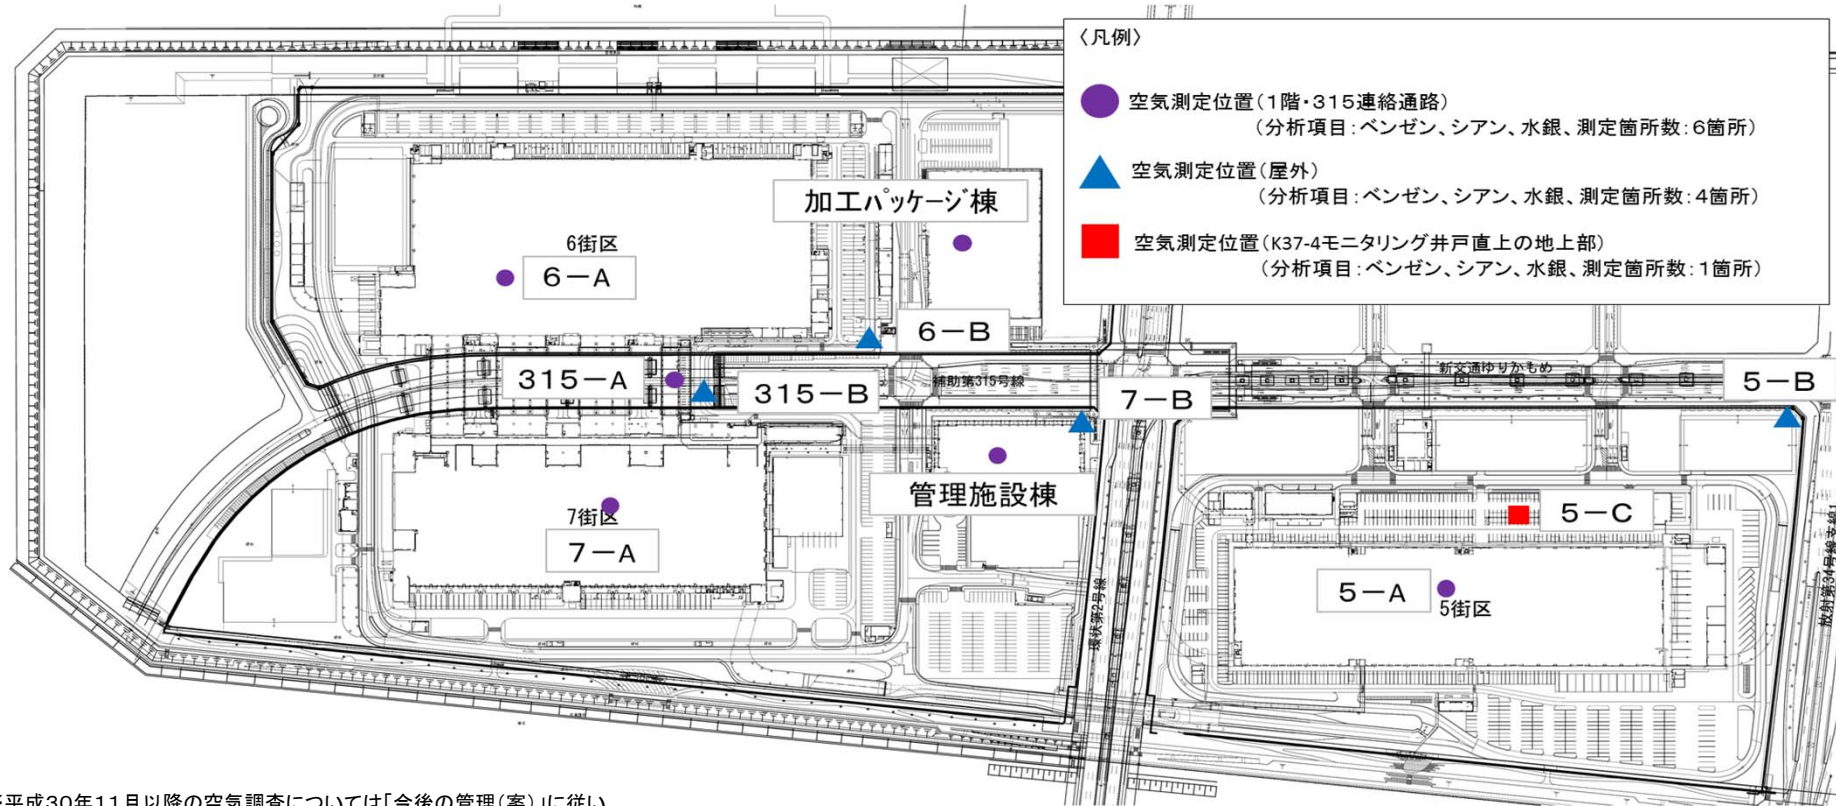 〈凡例〉
空気測定位置(1階・315連絡通路)
(分析項目:ベンゼン、シアン、水銀、測定箇所数:6箇所)
空気測定位置(屋外)
(分析項目:ベンゼン、シアン、水銀、測定箇所数:4箇所)
空気測定位置(K37-4モニタリング井戸直上の地上部)
(分析項目:ベンゼン、シアン、水銀、測定箇所数:1箇所)
加工パッケージ棟
6街区
6-A
6-B
315-A
315-B
補助第315号線
7-B
新交通ゆりかもめ
5-B
管理施設棟
7街区
7-A
5-C
5-A
5街区
環状第2号線
放射第34号線支線1
平成30年11月以降の空気調査については「今後の管理(案)」に従い